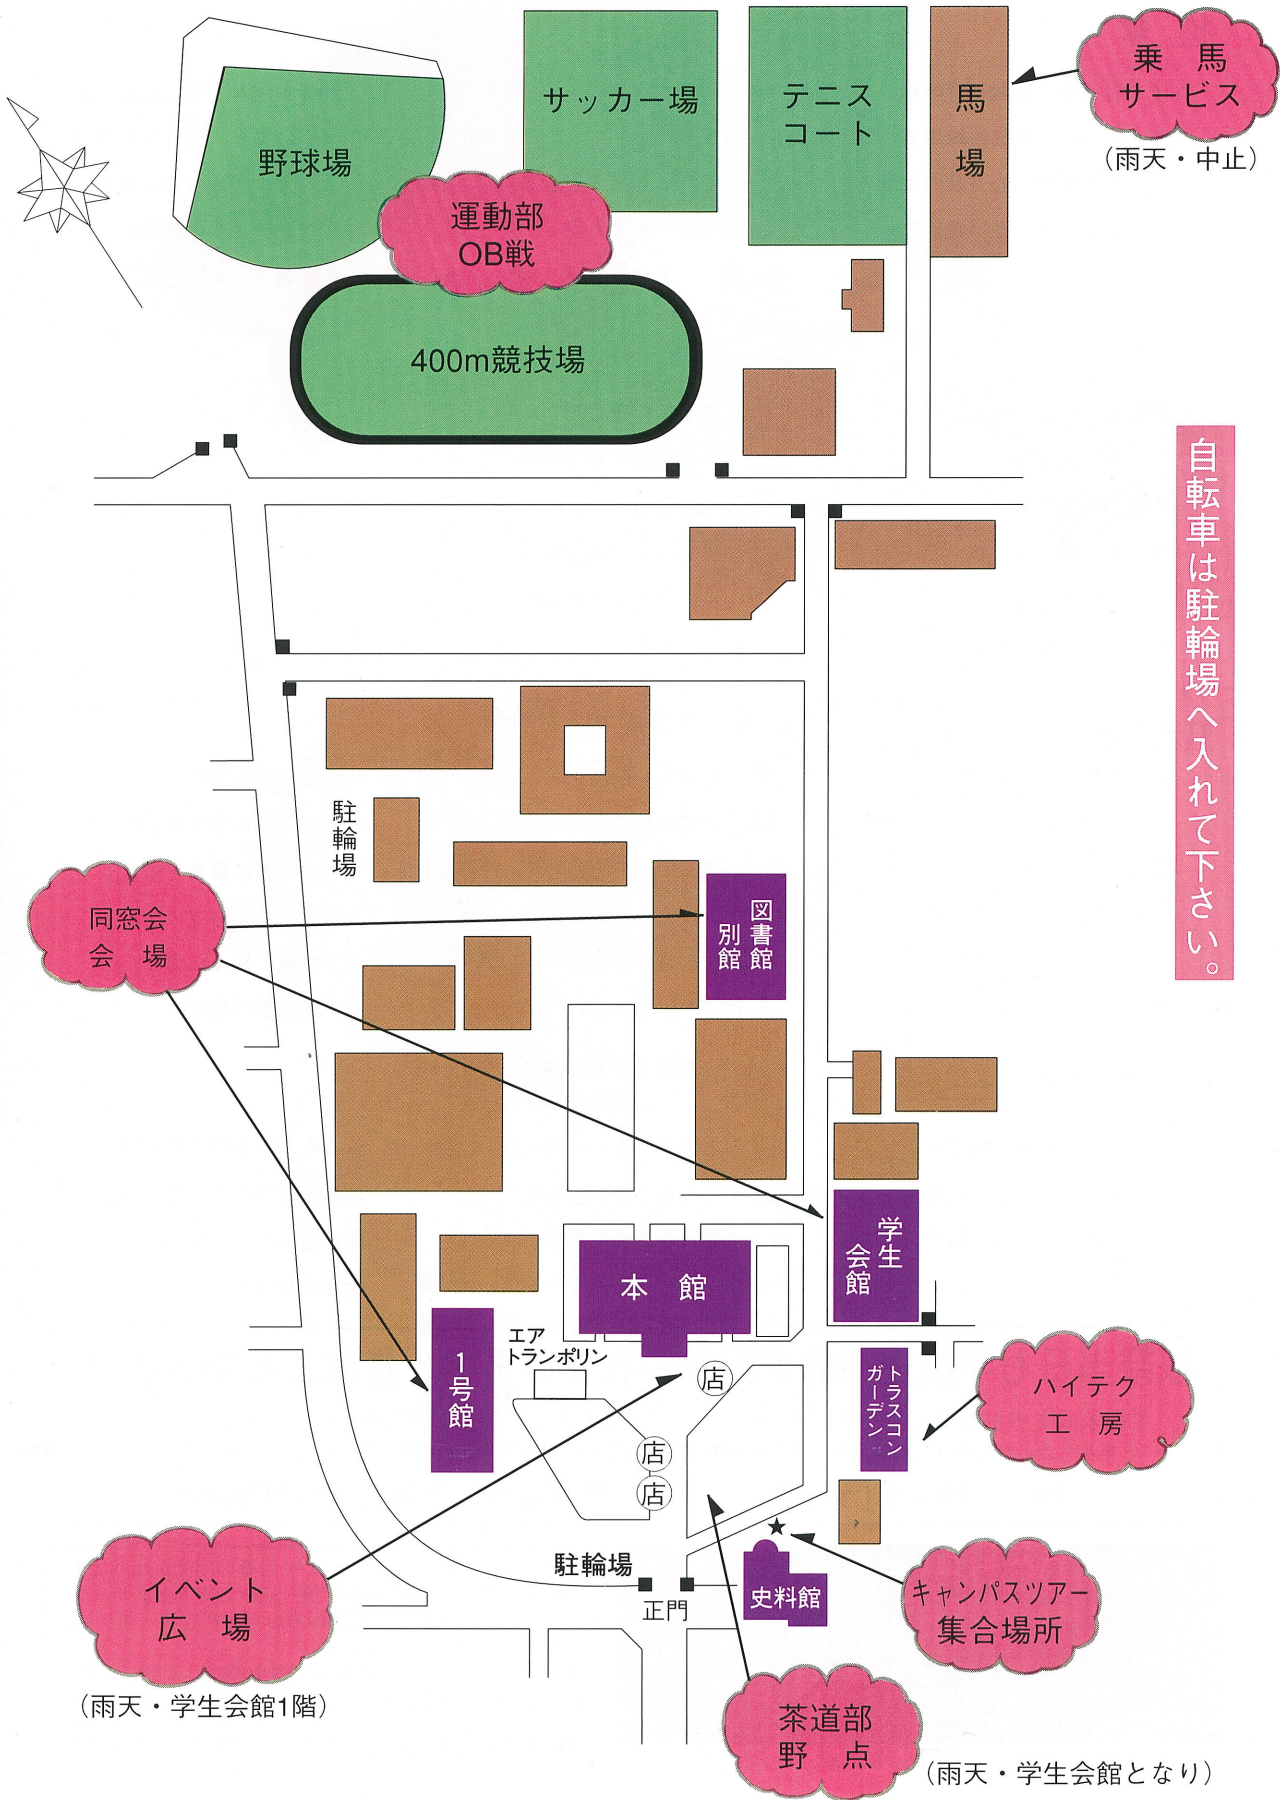 乗 馬
サービス
（雨天・中止）
サッカー場
テニス
コート
馬場
野球場
運動部
OB戦
400m競技場
自転車は駐輪場へ入れて下さい。
駐輪場
同窓会
会 場
図書館
別館
学生
会館
本 館
エア
トランポリン
1号館
店
店
店
トラスコン
ガーデン
ハイテク
工 房
イベント
広 場
（雨天・学生会館1階）
駐輪場
正門
史料館
★
キャンパスツアー
集合場所
茶道部
野 点
（雨天・学生会館となり）